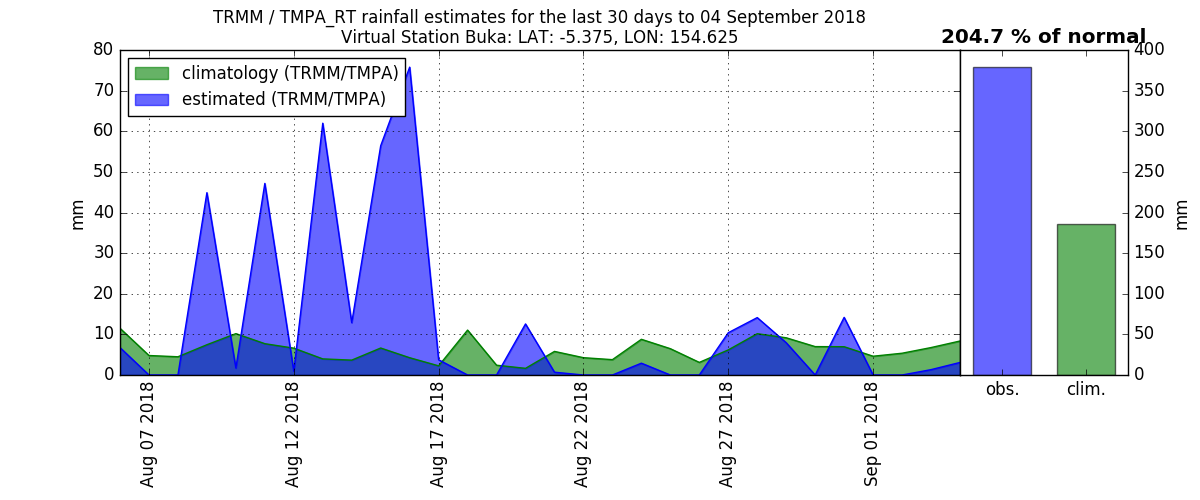 TRMM / TMPA_RT rainfall estimates for the last 30 days to 04 September 2018
Virtual Station Buka: LAT: -5.375, LON: 154.625
204.7 % of normal
climatology (TRMM/TMPA)
estimated (TRMM/TMPA)
80
70
60
50
40
30
20
10
0
mm
Aug 07 2018
Aug 12 2018
Aug 17 2018
Aug 22 2018
Aug 27 2018
Sep 01 2018
400
350
300
250
200
150
100
50
0
mm
obs.
clim.